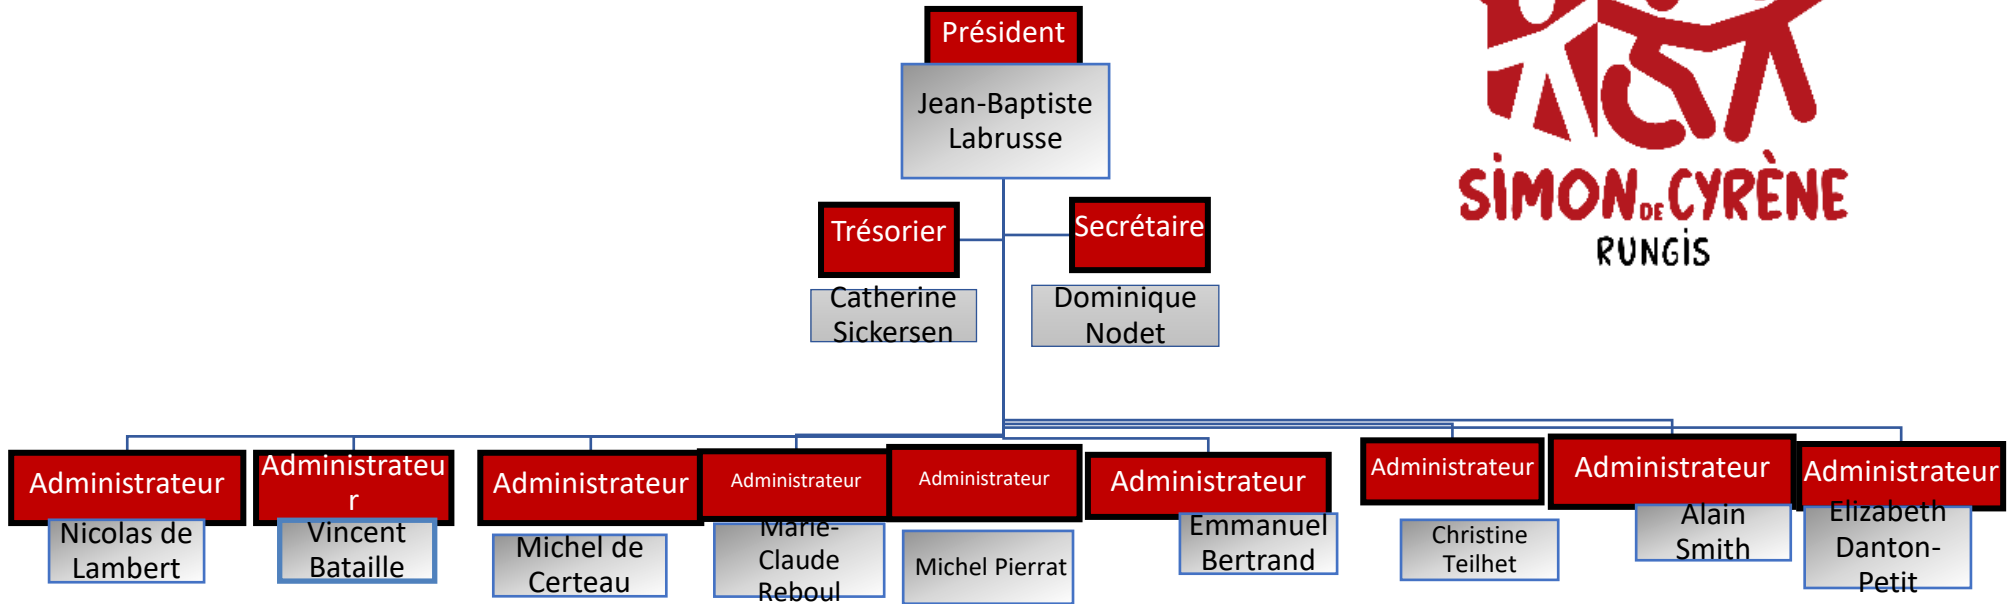 Président
Jean-Baptiste
Labrusse
SIMON DE CYRÈNE
RUNGIS
Trésorier
Secrétaire
Catherine
Sickersen
Dominique
Nodet
Administrateur
Nicolas de
Lambert
Administrateu
r
Vincent
Bataille
Administrateur
Michel de
Certeau
Administrateur
Marie-
Claude
Reboul
Administrateur
Michel Pierrat
Administrateur
Emmanuel
Bertrand
Administrateur
Christine
Teilhet
Administrateur
Alain
Smith
Administrateur
Elizabeth
Danton-
Petit